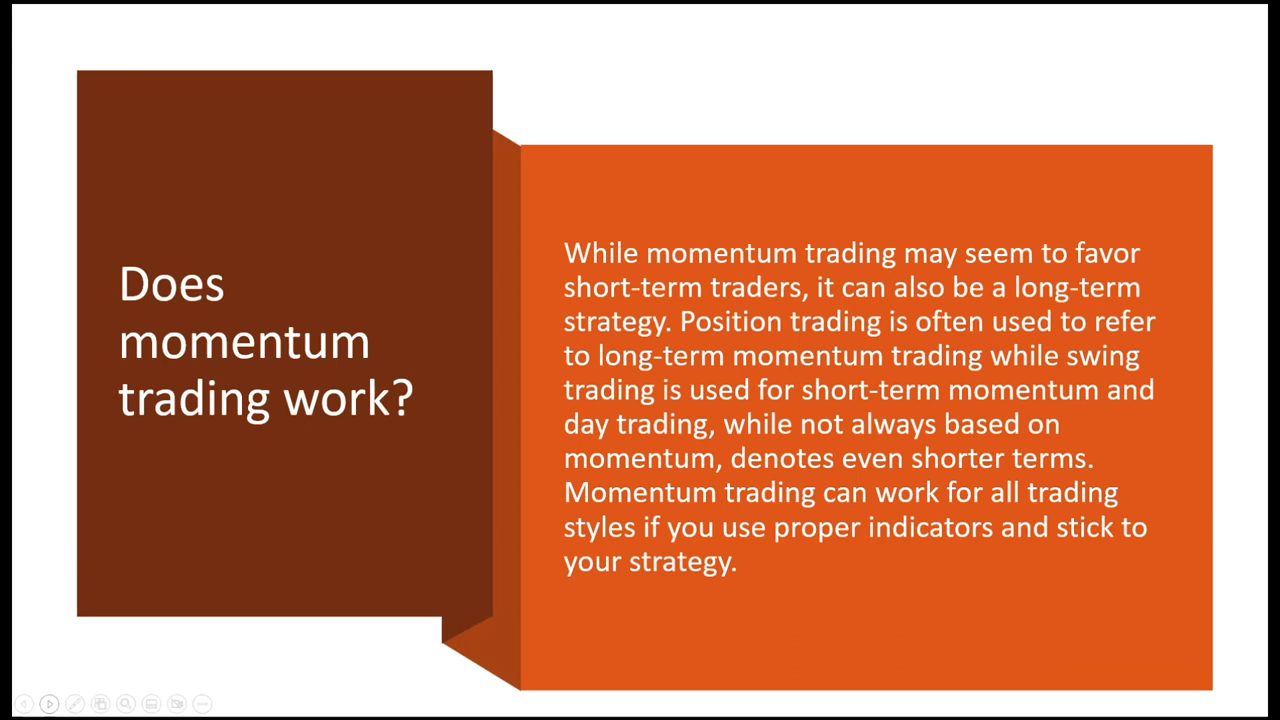 Does
momentum
trading work?
While momentum trading may seem to favor
short-term traders, it can also be a long-term
strategy. Position trading is often used to refer
to long-term momentum trading while swing
trading is used for short-term momentum and
day trading, while not always based on
momentum, denotes even shorter terms.
Momentum trading can work for all trading
styles if you use proper indicators and stick to
your strategy.